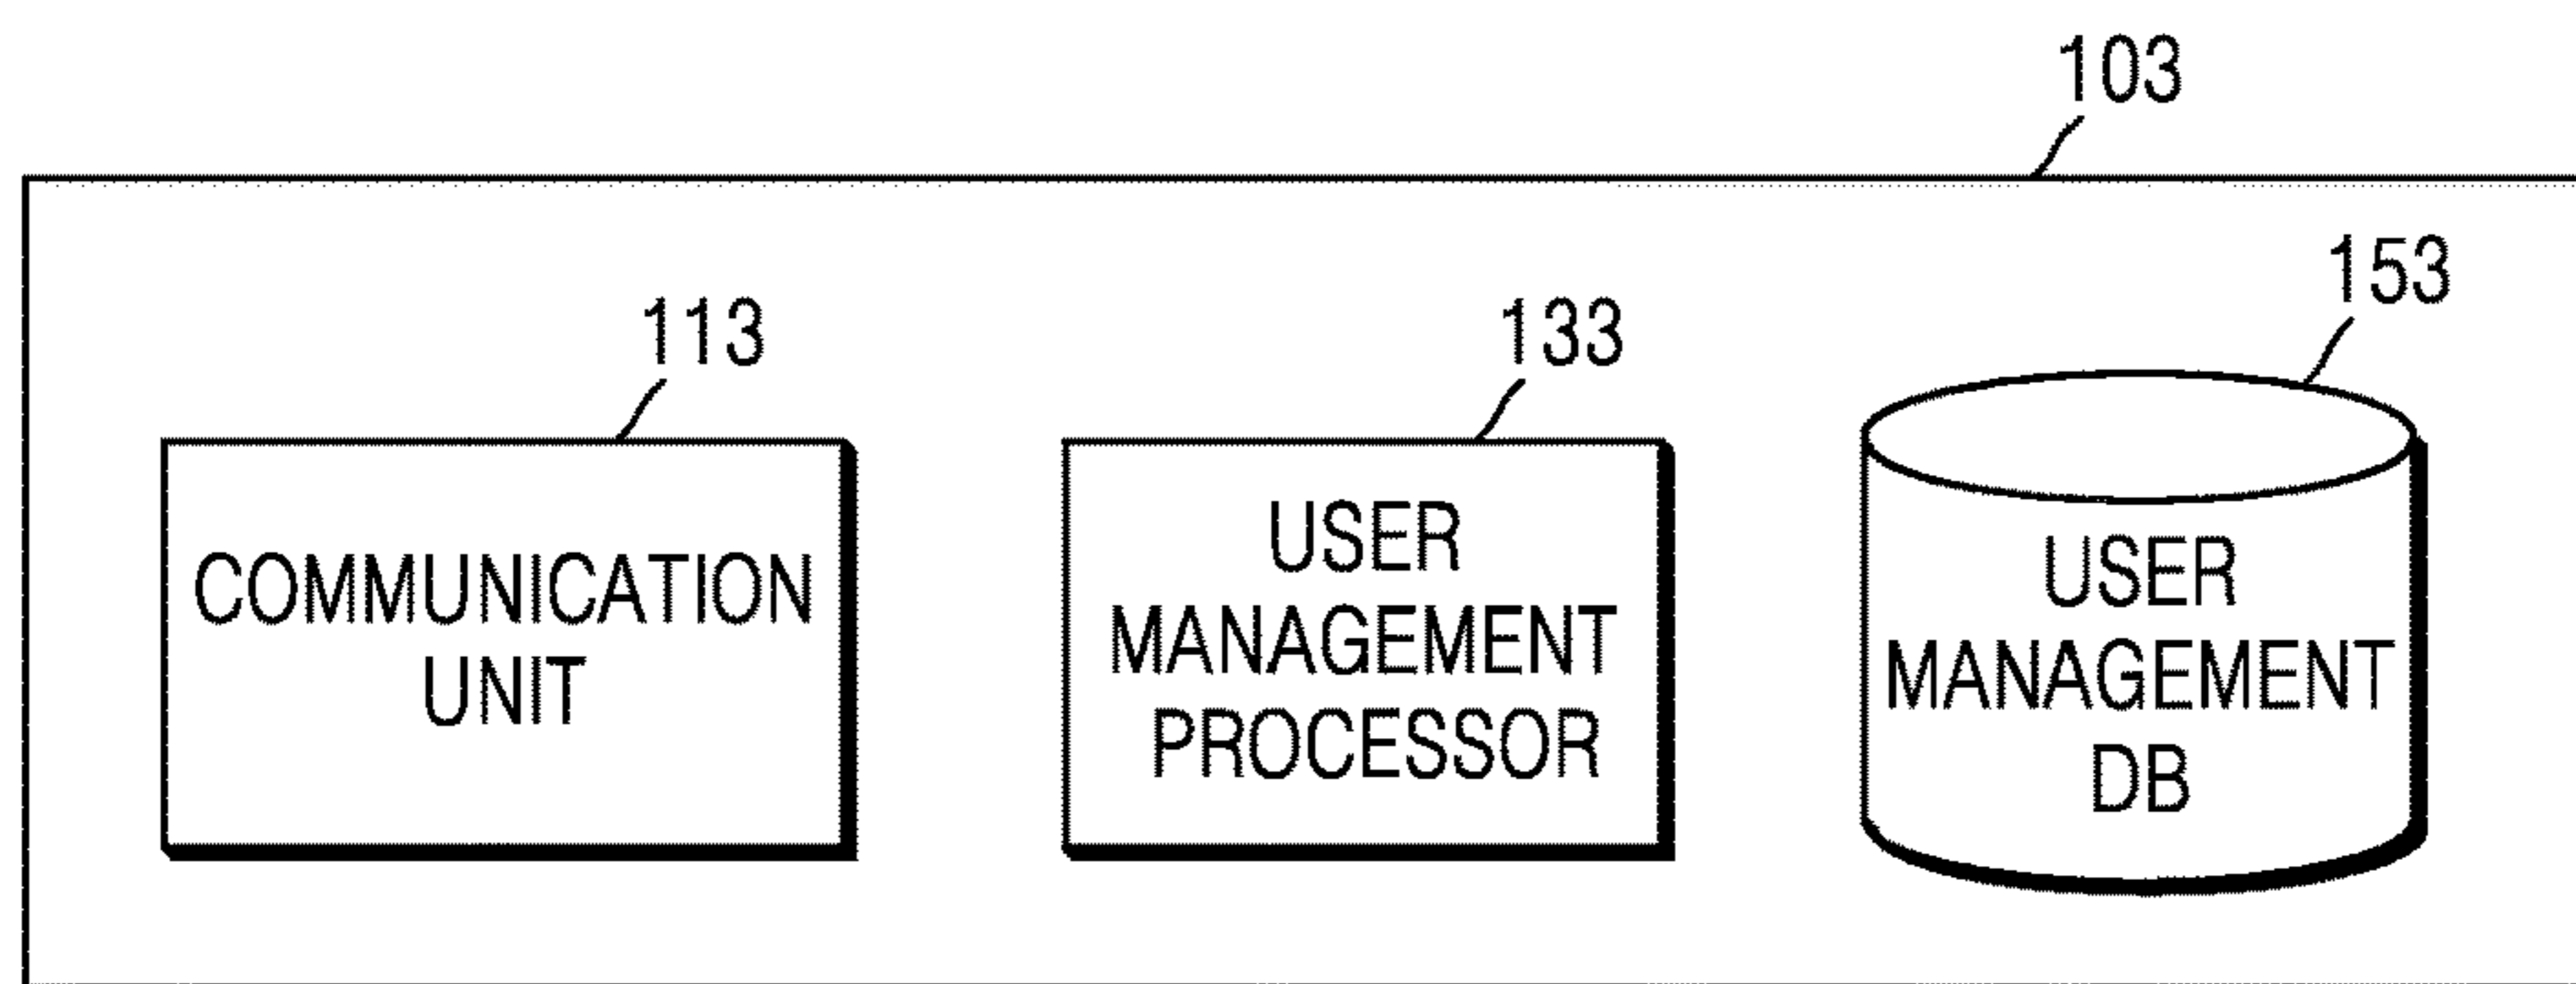 103
113
COMMUNICATION
UNIT
133
USER
MANAGEMENT
PROCESSOR
153
USER
MANAGEMENT
DB